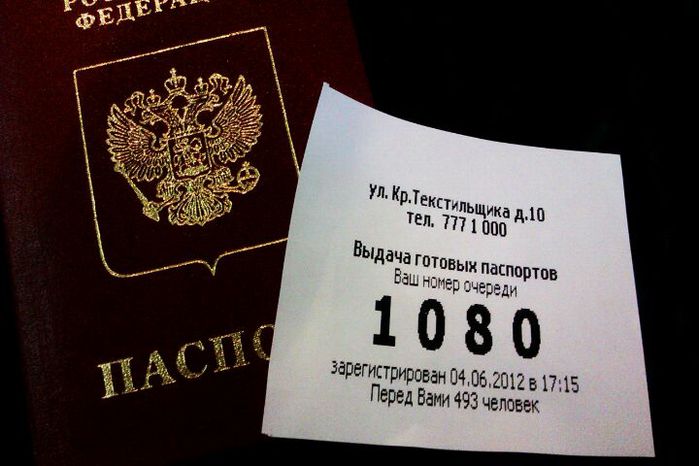 ФЕДЕРАЦИ
ПАСПО
ул. Кр.Текстильщика д.10
тел. 777 1 000
Выдача готовых паспортов
Ваш номер очереди
1080
зарегистрирован 04.06.2012 в 17:15
Перед Вами 493 человек